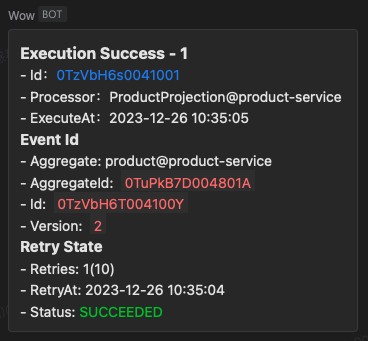 Wow BOT
Execution Success - 1
- Id：0TzVbH6s0041001
- Processor：ProductProjection@product-service
- ExecuteAt：2023-12-26 10:35:05
Event Id
- Aggregate: product@product-service
- AggregateId: 0TuPkB7D004801A
- Id: 0TzVbH6T004100Y
- Version: 2
Retry State
- Retries: 1(10)
- RetryAt: 2023-12-26 10:35:04
- Status: SUCCEEDED